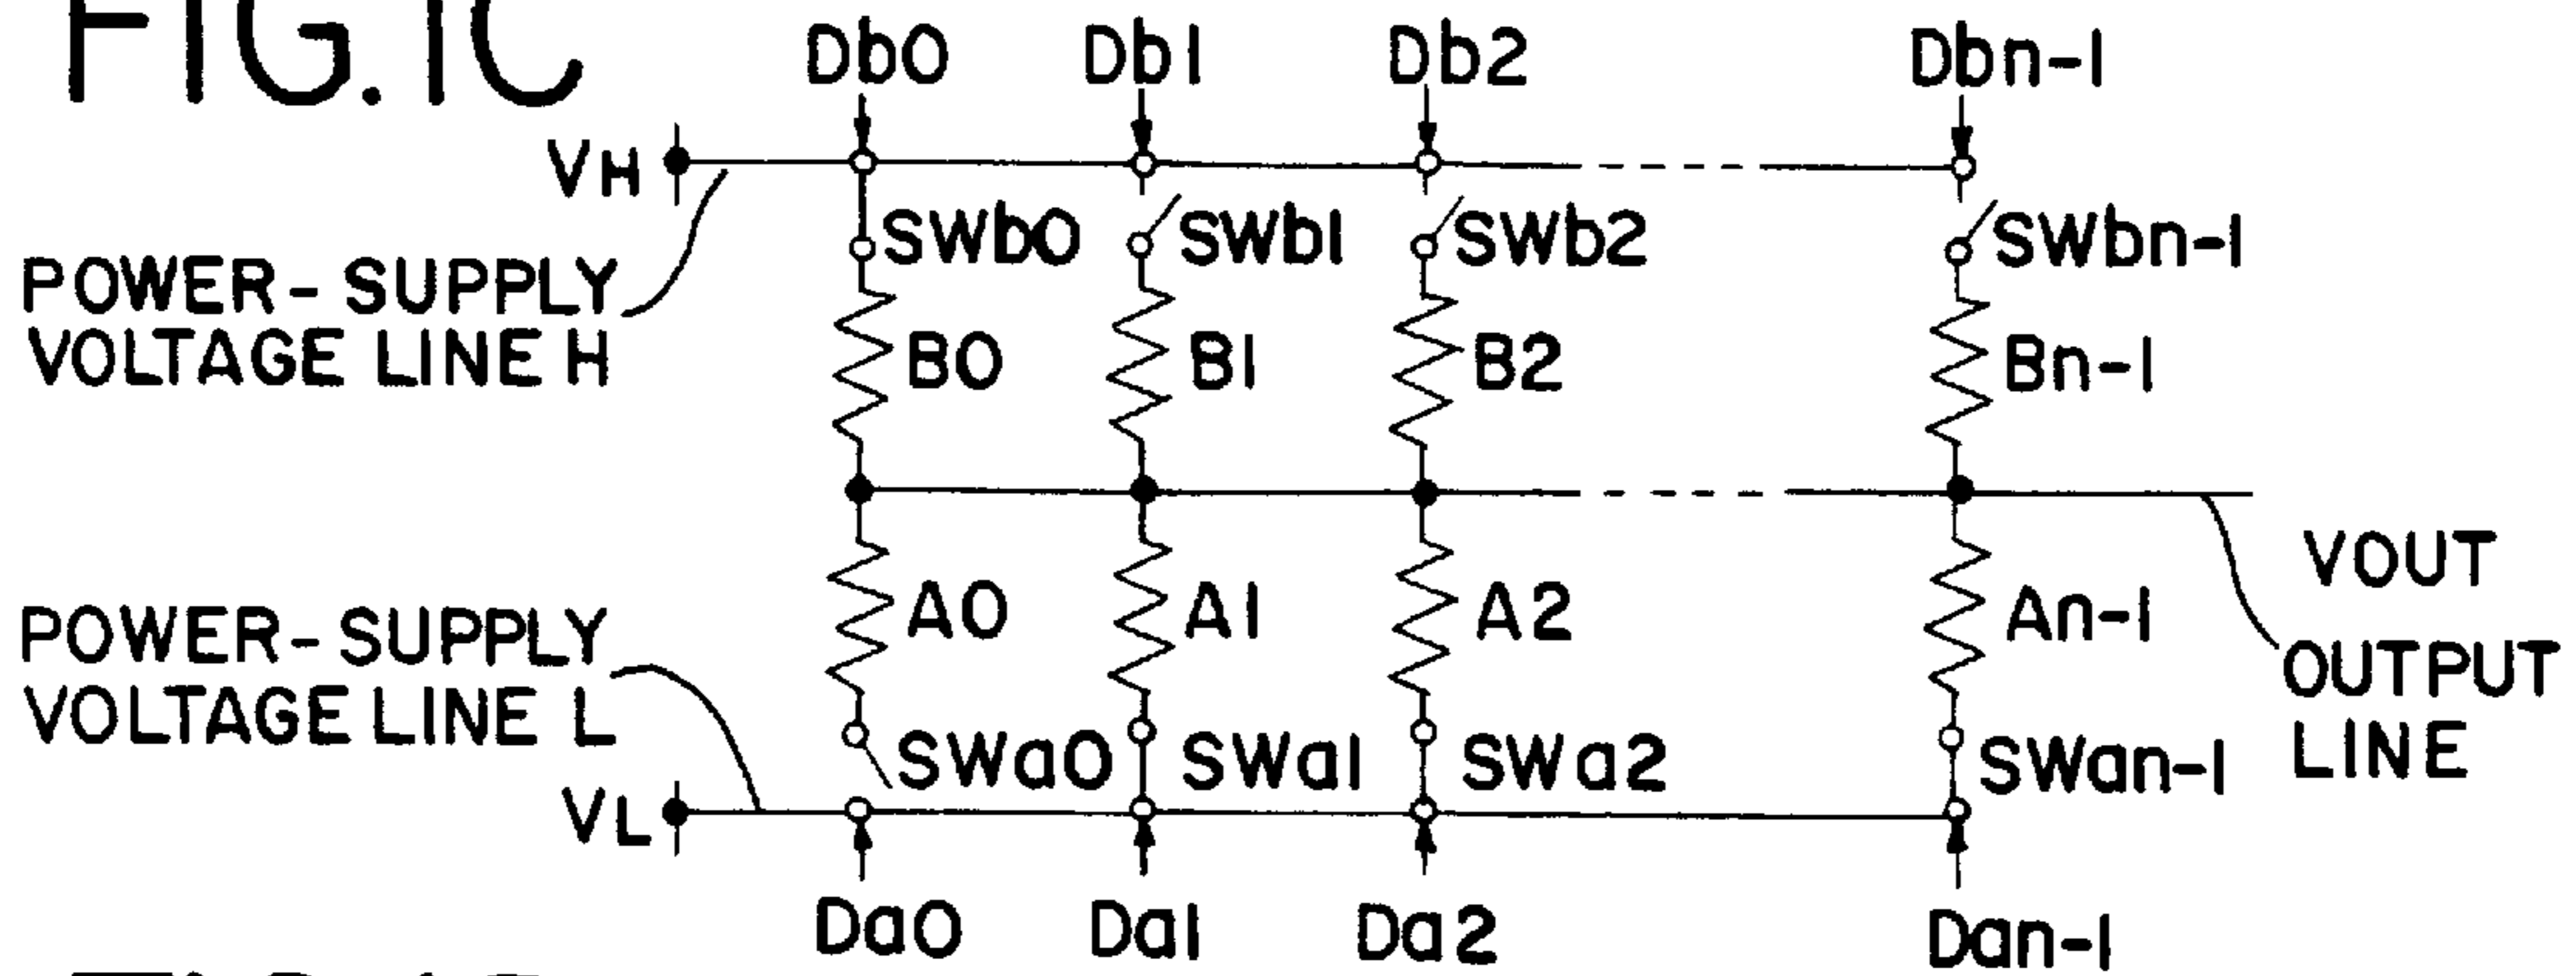 FIG.1C
Db0 Db1 Db2 Dbn-1
VH
SWb0 SWb1 SWb2 SWbn-1
POWER-SUPPLY
VOLTAGE LINE H
B0 B1 B2 Bn-1
A0 A1 A2 An-1
VOUT
OUTPUT
LINE
POWER-SUPPLY
VOLTAGE LINE L
SWa0 SWa1 SWa2 SWan-1
VL
Da0 Da1 Da2 Dan-1